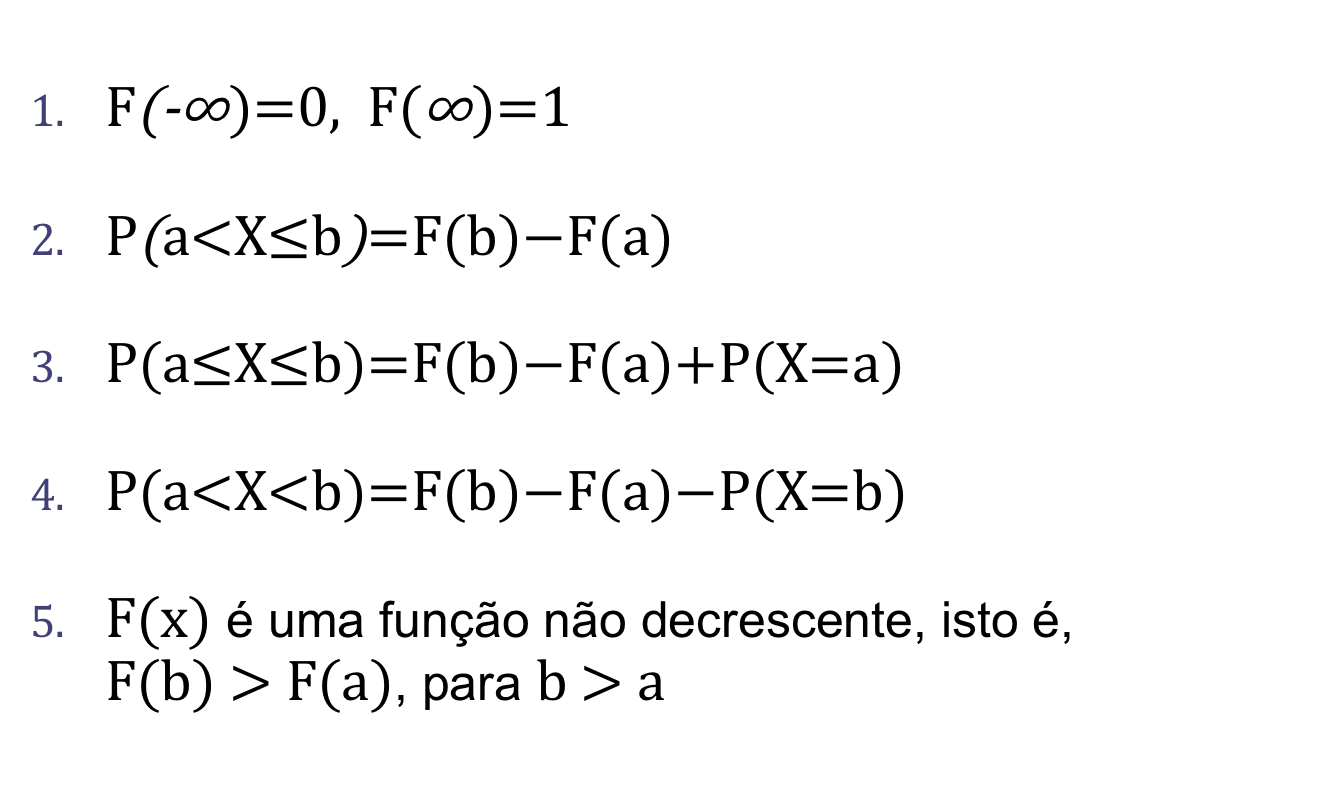 1. F(-∞)=0, F(∞)=1
2. P(a<X≤b)=F(b)−F(a)
3. P(a≤X≤b)=F(b)−F(a)+P(X=a)
4. P(a<X<b)=F(b)−F(a)−P(X=b)
5. F(x) é uma função não decrescente, isto é,
F(b) > F(a), para b > a